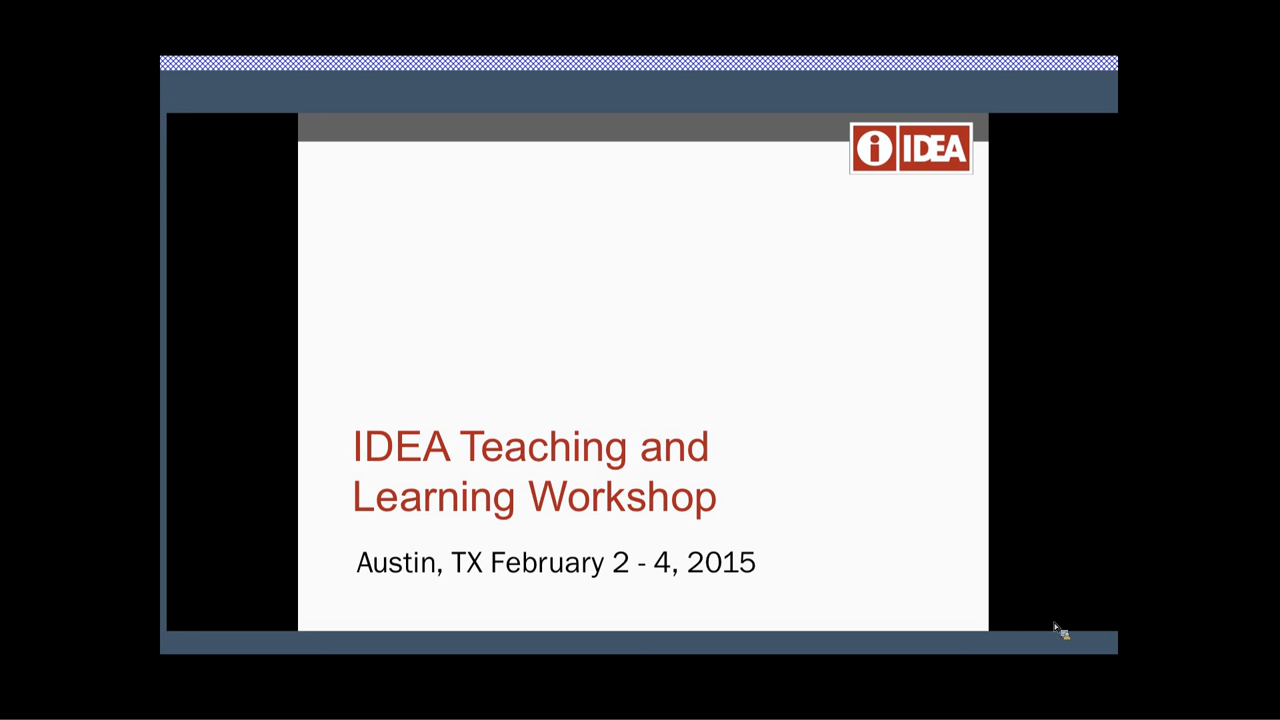 i IDEA
IDEA Teaching and
Learning Workshop
Austin, TX February 2 - 4, 2015